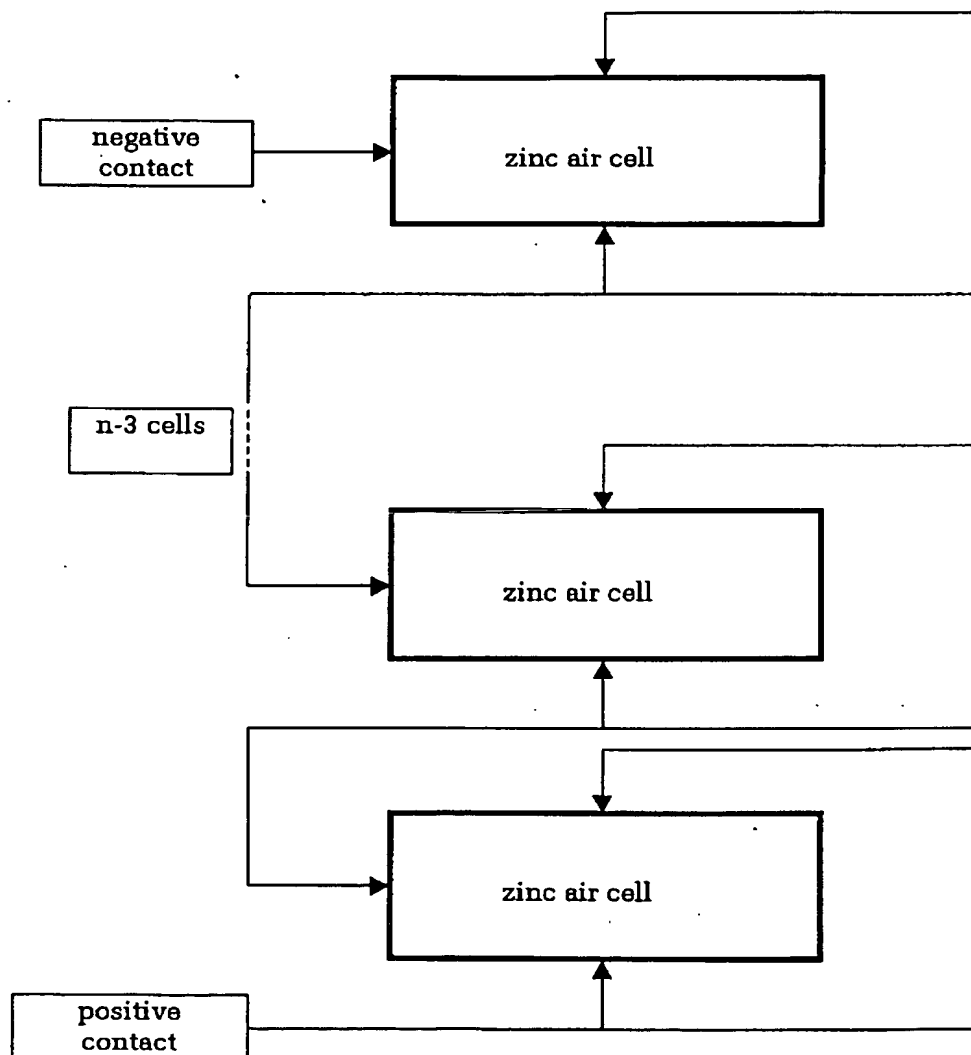 negative
contact
zinc air cell
n-3 cells
zinc air cell
zinc air cell
positive
contact